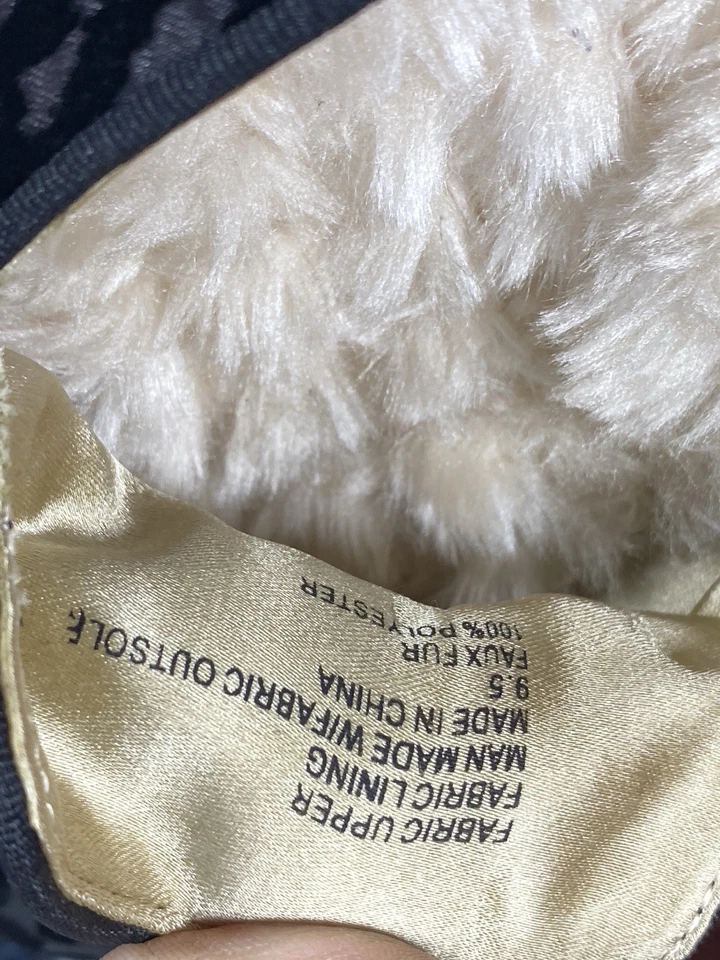 FABRIC UPPER
FABRIC LINING
MAN MADE W/FABRIC OUTSOLE
MADE IN CHINA
9.5
FAUX FUR
100% POLYESTER